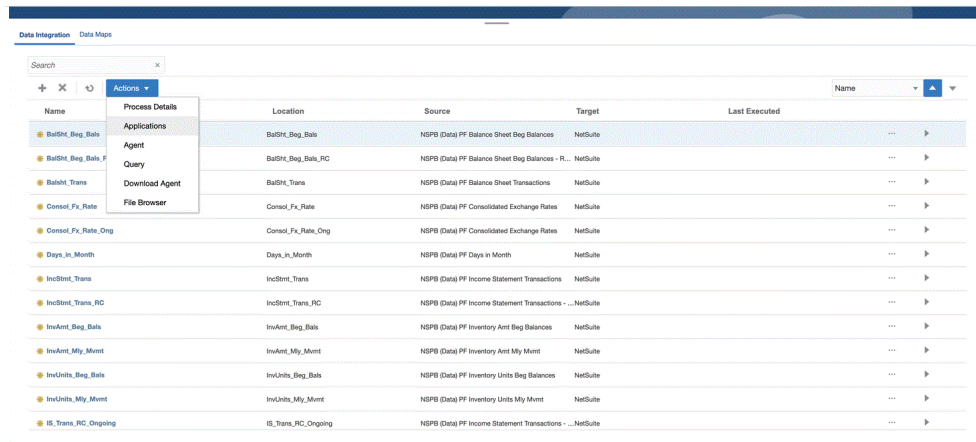 Data Integration Data Maps
Search ×
Actions Name
Name Location Source Target Last Executed
Process Details
Applications
Agent
Query
Download Agent
File Browser
BalSht_Beg_Bals BalSht_Beg_Bals NSPB (Data) PF Balance Sheet Beg Balances NetSuite ...
BalSht_Beg_Bals_R BalSht_Beg_Bals_RC NSPB (Data) PF Balance Sheet Beg Balances - R... NetSuite ...
Balsht_Trans BalSht_Trans NSPB (Data) PF Balance Sheet Transactions NetSuite ...
Consol_Fx_Rate Consol_Fx_Rate NSPB (Data) PF Consolidated Exchange Rates NetSuite ...
Consol_Fx_Rate_Ong Consol_Fx_Rate_Ong NSPB (Data) PF Consolidated Exchange Rates NetSuite ...
Days_in_Month Days_in_Month NSPB (Data) PF Days in Month NetSuite ...
IncStmt_Trans IncStmt_Trans NSPB (Data) PF Income Statement Transactions NetSuite ...
IncStmt_Trans_RC IncStmt_Trans_RC NSPB (Data) PF Income Statement Transactions - ... NetSuite ...
InvAmt_Beg_Bals InvAmt_Beg_Bals NSPB (Data) PF Inventory Amt Beg Balances NetSuite ...
InvAmt_Mly_Mvmt InvAmt_Mly_Mvmt NSPB (Data) PF Inventory Amt Mly Mvmt NetSuite ...
InvUnits_Beg_Bals InvUnits_Beg_Bals NSPB (Data) PF Inventory Units Beg Balances NetSuite ...
InvUnits_Mly_Mvmt InvUnits_Mly_Mvmt NSPB (Data) PF Inventory Units Mly Mvmt NetSuite ...
IS_Trans_RC_Ongoing IS_Trans_RC_Ongoing NSPB (Data) PF Income Statement Transactions - ... NetSuite ...